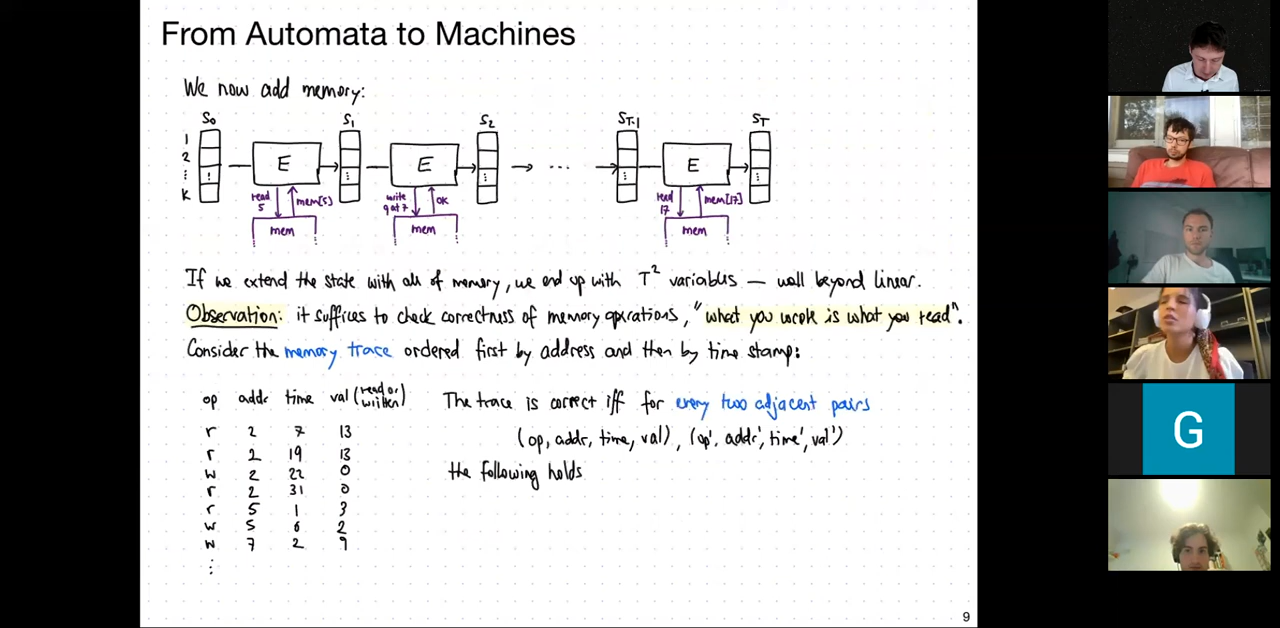 From Automata to Machines
We now add memory:
S0 S1 S2 ST-1 ST
1
2
⋮
k
E E ... E
read 5 mem[5] write 9 at 7 OK read 17 mem[17]
mem mem mem
If we extend the state with all of memory, we end up with T² variables — well beyond linear.
Observation: it suffices to check correctness of memory operations, "what you wrote is what you read".
Consider the memory trace ordered first by address and then by time stamp:
op addr time val (read or written)
r 2 7 13
r 2 19 13
w 2 22 0
r 2 31 0
r 5 1 3
w 5 6 2
w 7 2 9
⋮
The trace is correct iff for every two adjacent pairs
(op, addr, time, val), (op', addr', time', val')
the following holds
9
G